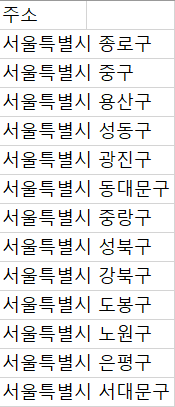 주소
서울특별시 종로구
서울특별시 중구
서울특별시 용산구
서울특별시 성동구
서울특별시 광진구
서울특별시 동대문구
서울특별시 중랑구
서울특별시 성북구
서울특별시 강북구
서울특별시 도봉구
서울특별시 노원구
서울특별시 은평구
서울특별시 서대문구